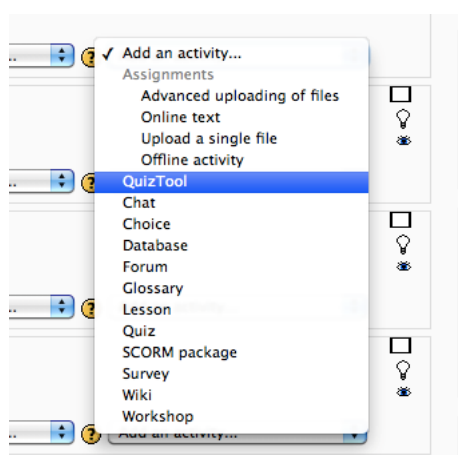 ✓ Add an activity...
Assignments
Advanced uploading of files
Online text
Upload a single file
Offline activity
QuizTool
Chat
Choice
Database
Forum
Glossary
Lesson
Quiz
SCORM package
Survey
Wiki
Workshop
Add an activity...